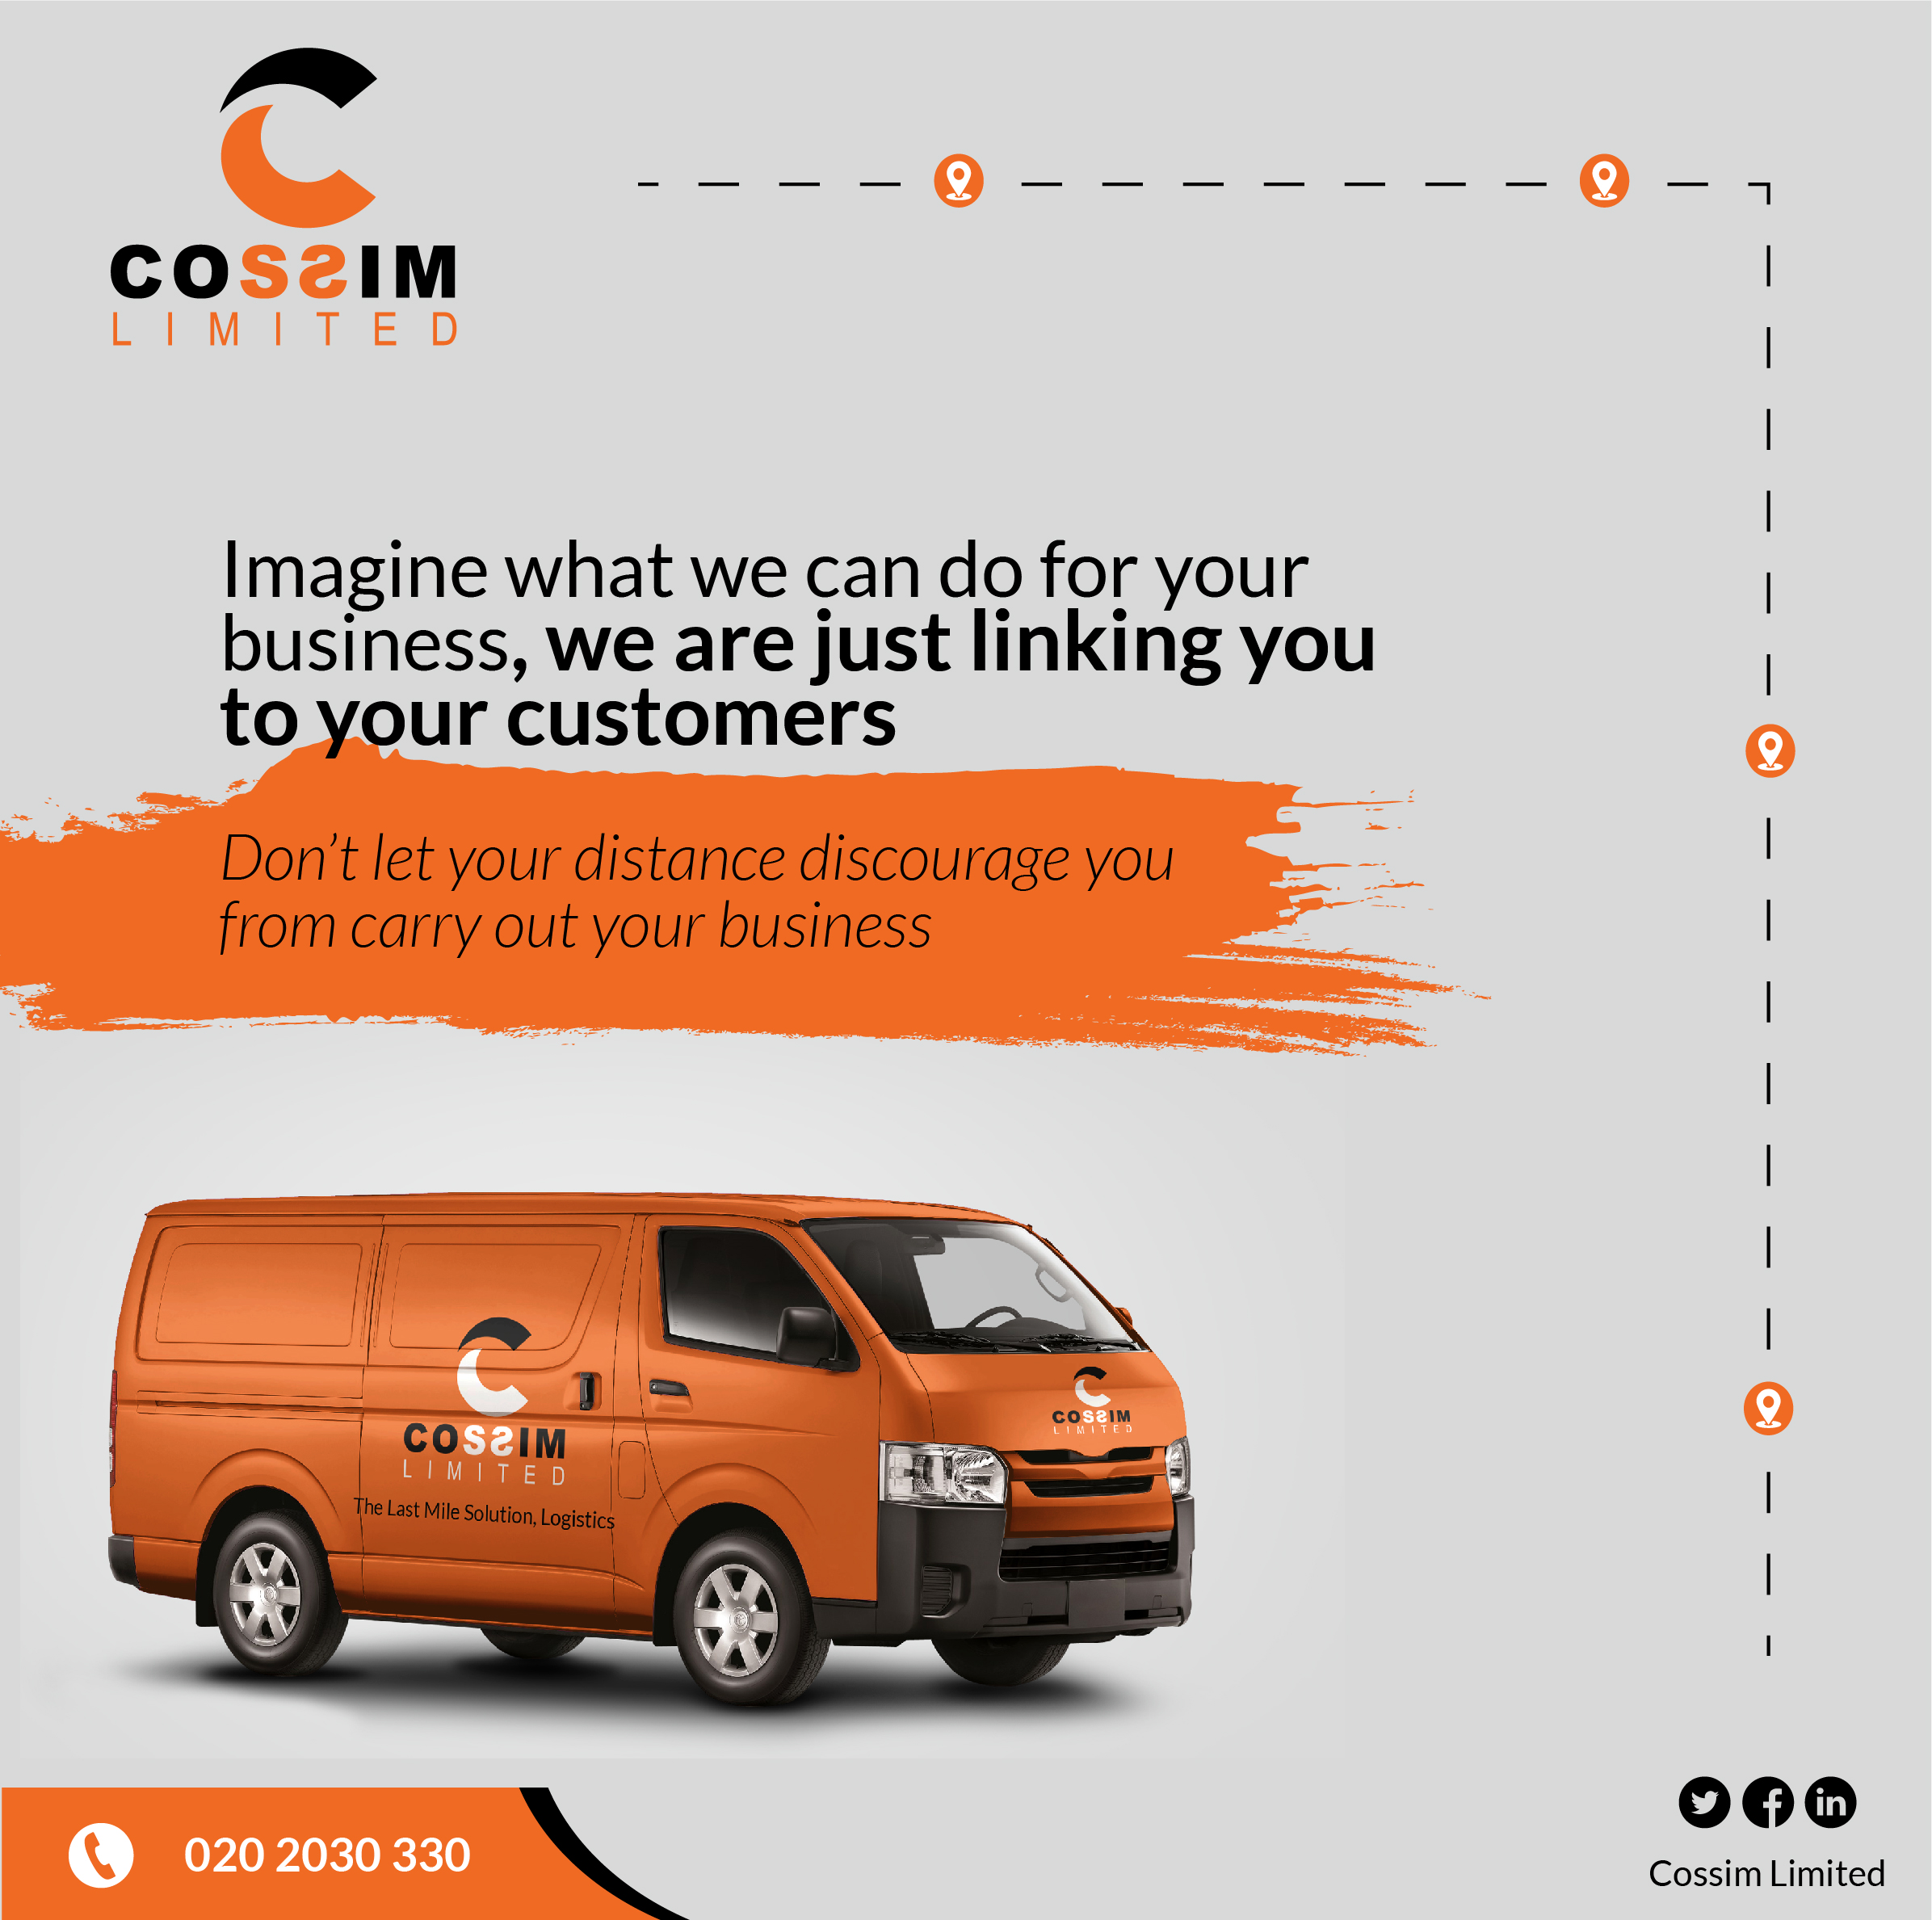 COSSIM
LIMITED
Imagine what we can do for your
business, we are just linking you
to your customers
Don’t let your distance discourage you
from carry out your business
COSSIM
LIMITED
The Last Mile Solution, Logistics
COSSIM
LIMITED
020 2030 330
Cossim Limited